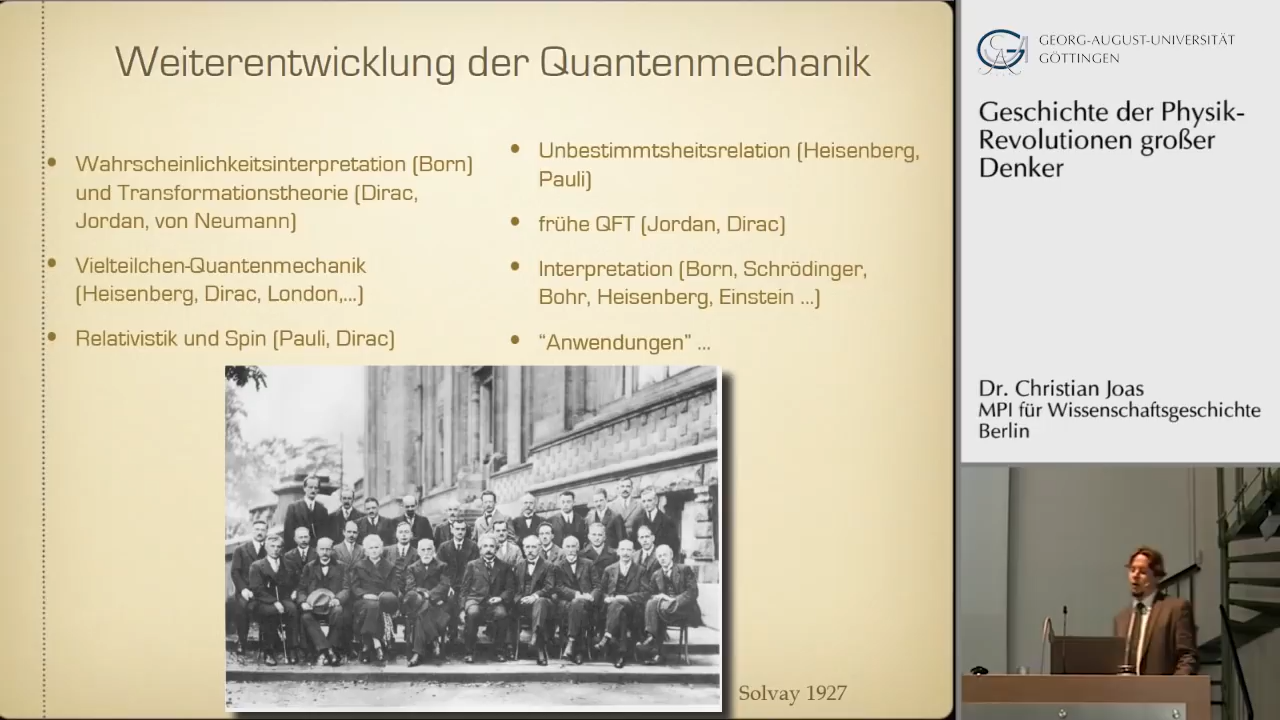 Weiterentwicklung der Quantenmechanik
• Wahrscheinlichkeitsinterpretation (Born)
und Transformationstheorie (Dirac,
Jordan, von Neumann)
• Vielteilchen-Quantenmechanik
(Heisenberg, Dirac, London,...)
• Relativistik und Spin (Pauli, Dirac)
• Unbestimmtsheitsrelation (Heisenberg,
Pauli)
• frühe QFT (Jordan, Dirac)
• Interpretation (Born, Schrödinger,
Bohr, Heisenberg, Einstein ...)
• “Anwendungen” ...
Solvay 1927
GEORG-AUGUST-UNIVERSITÄT
GÖTTINGEN
Geschichte der Physik-
Revolutionen großer
Denker
Dr. Christian Joas
MPI für Wissenschaftsgeschichte
Berlin